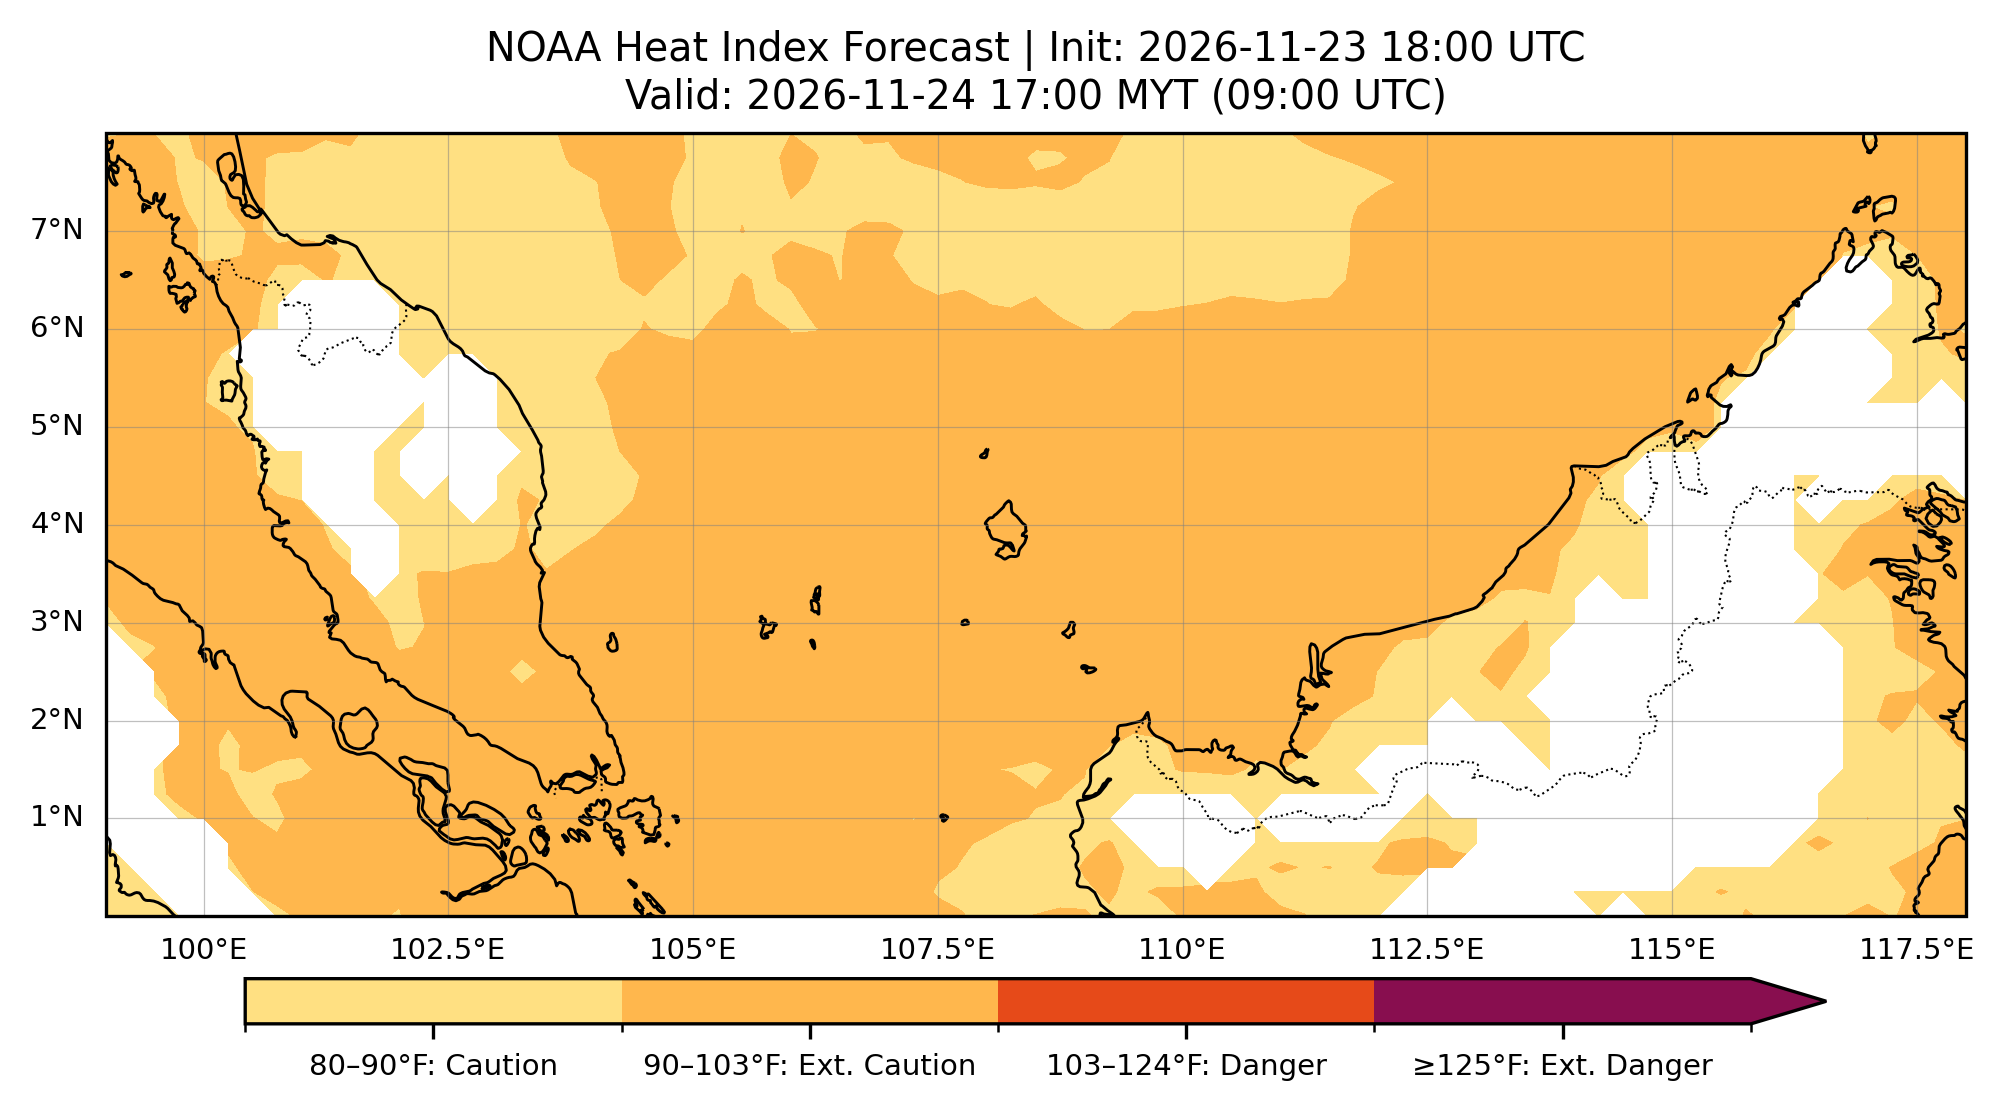 NOAA Heat Index Forecast | Init: 2026-11-23 18:00 UTC
Valid: 2026-11-24 17:00 MYT (09:00 UTC)
7°N
6°N
5°N
4°N
3°N
2°N
1°N
100°E 102.5°E 105°E 107.5°E 110°E 112.5°E 115°E 117.5°E
80–90°F: Caution 90–103°F: Ext. Caution 103–124°F: Danger ≥125°F: Ext. Danger